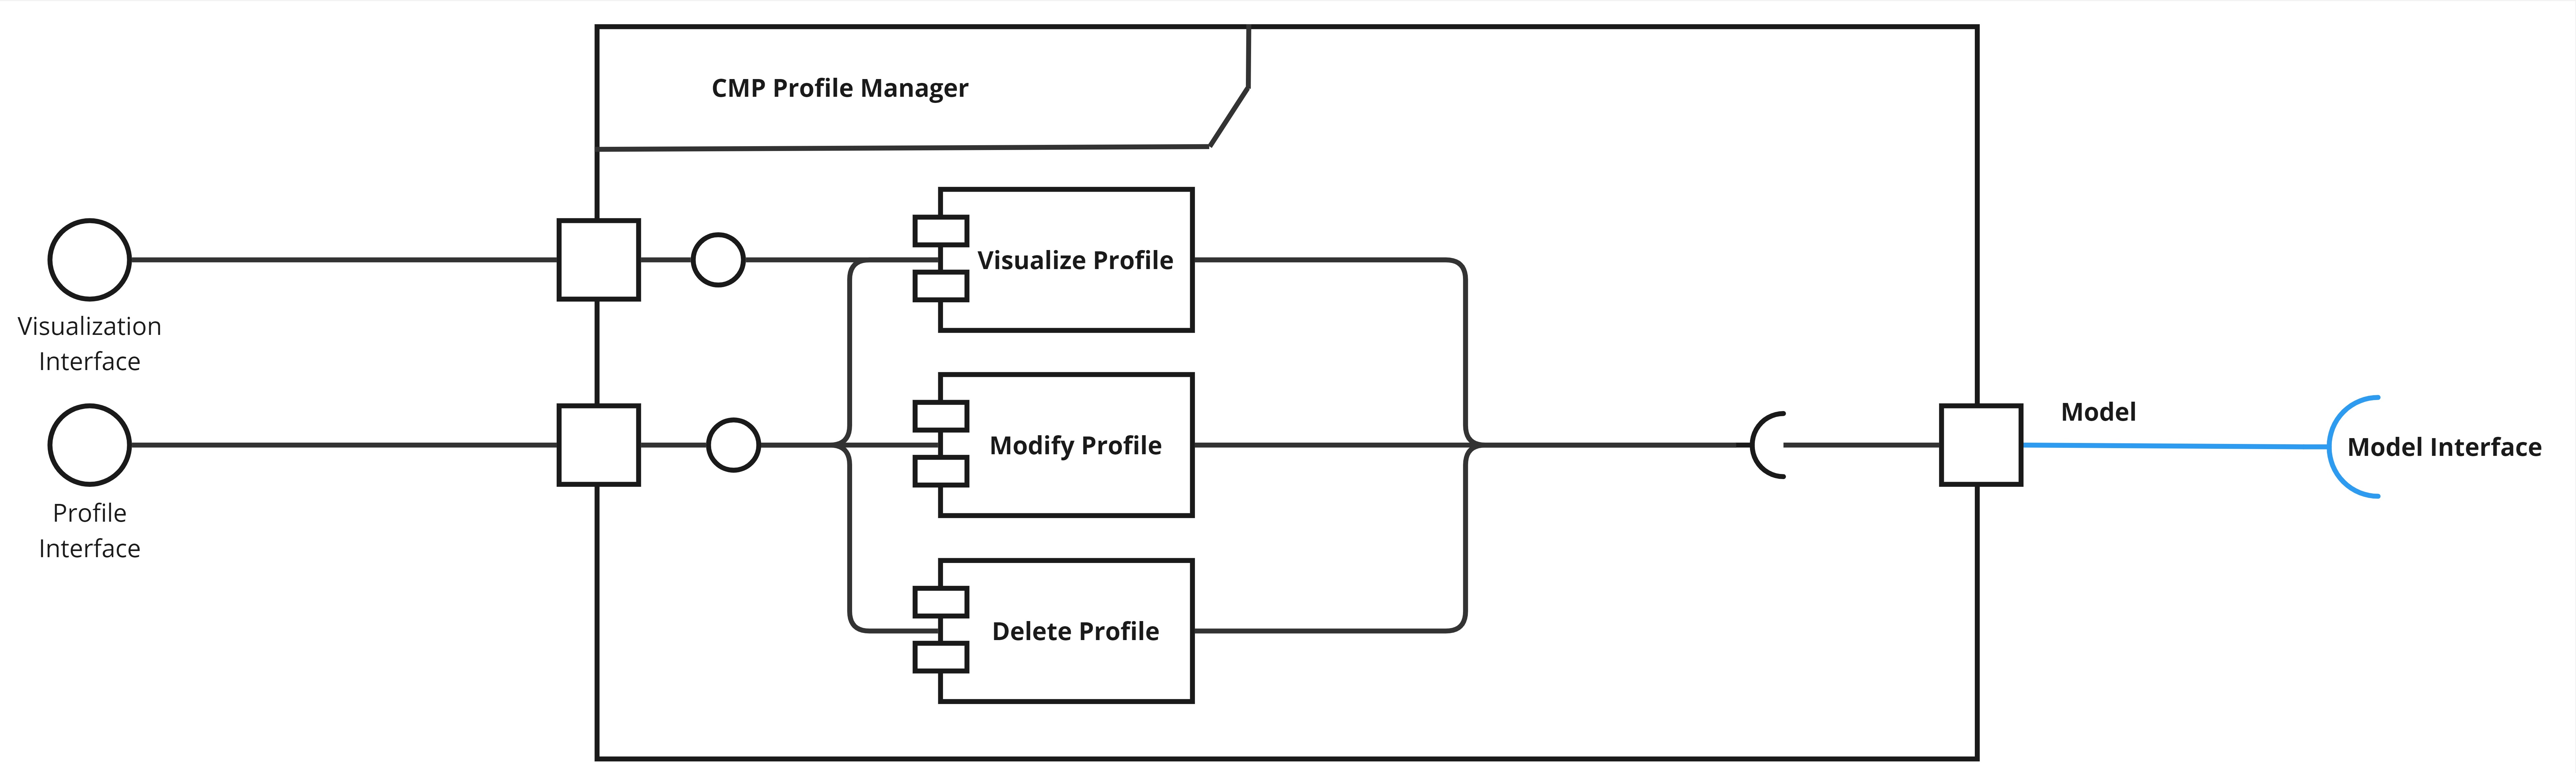 CMP Profile Manager
Visualize Profile
Visualization
Interface
Modify Profile
Model
Model Interface
Profile
Interface
Delete Profile